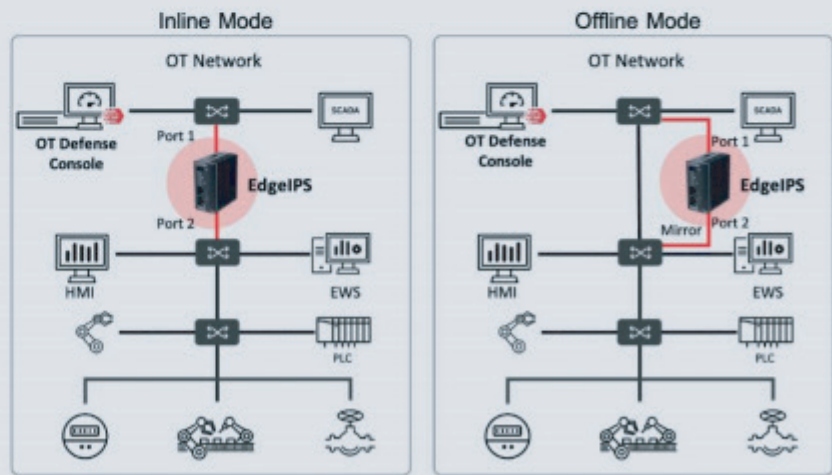 Inline Mode
OT Network
SCADA
OT Defense
Console
Port 1
EdgeIPS
Port 2
HMI
EWS
PLC
Offline Mode
OT Network
SCADA
OT Defense
Console
Port 1
EdgeIPS
Port 2
Mirror
HMI
EWS
PLC